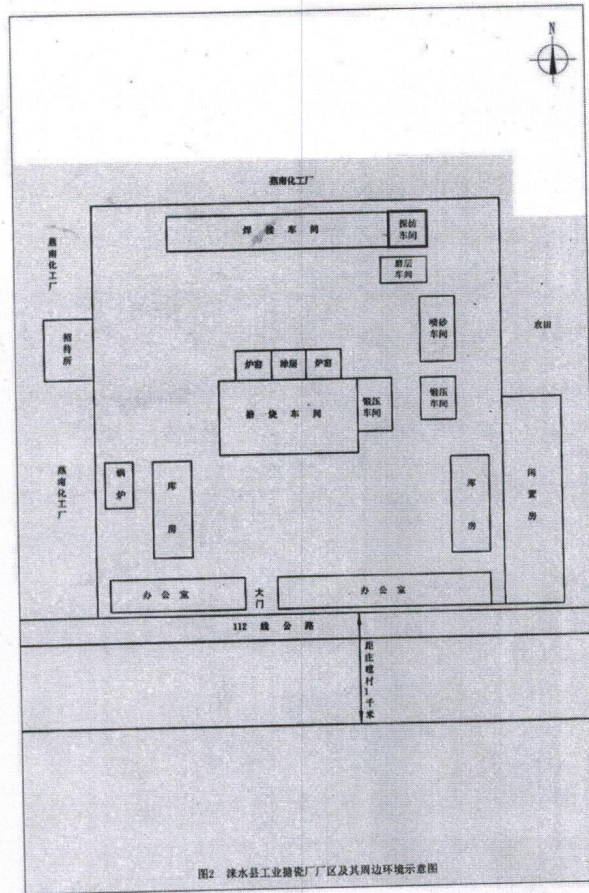 N
燕南化工厂
焊接车间
探伤
车间
燕南化工厂
磨层
车间
招待所
喷砂
车间
农田
炉窑
涂层
炉窑
搪烧车间
锻压
车间
锻压
车间
燕南化工厂
锅炉
库房
库房
闲置房
办公室
大门
办公室
112线公路
距庄疃村1千米
图2 涞水县工业搪瓷厂厂区及其周边环境示意图